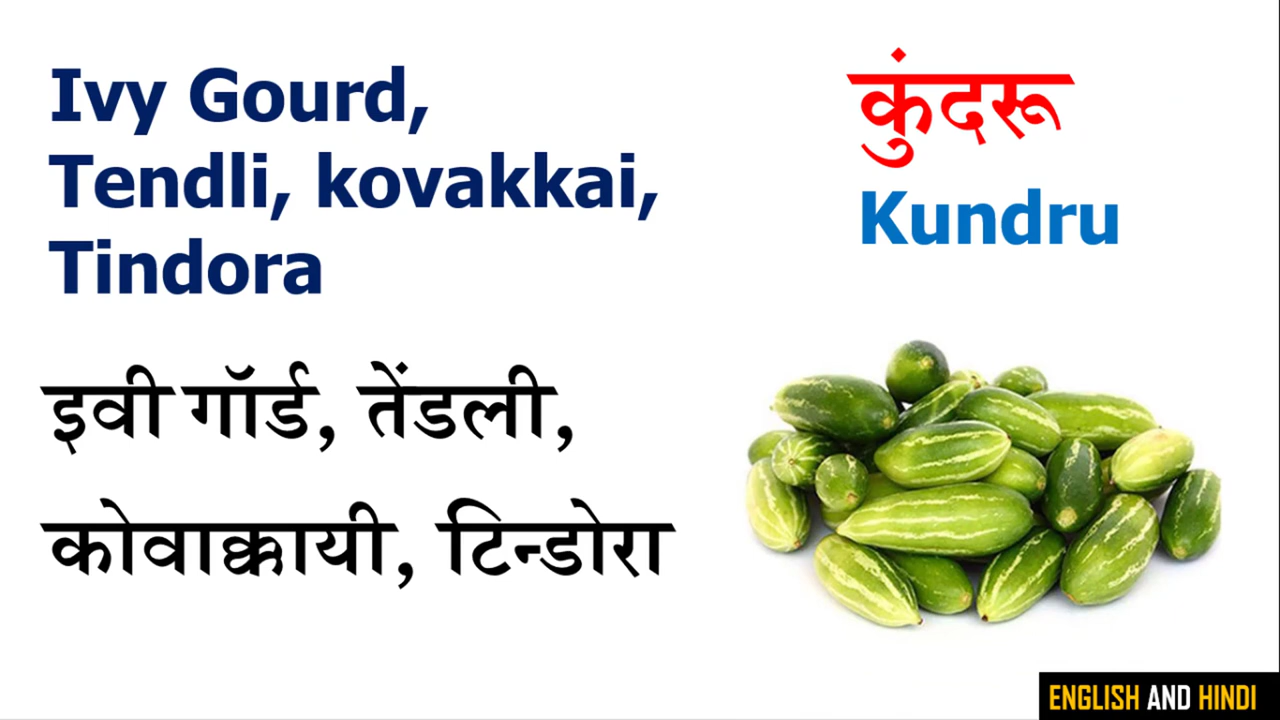 Ivy Gourd,
Tendli, kovakkai,
Tindora
कुंदरू
Kundru
इवी गॉर्ड, तेंडली,
कोवाक्कायी, टिन्डोरा
ENGLISH AND HINDI